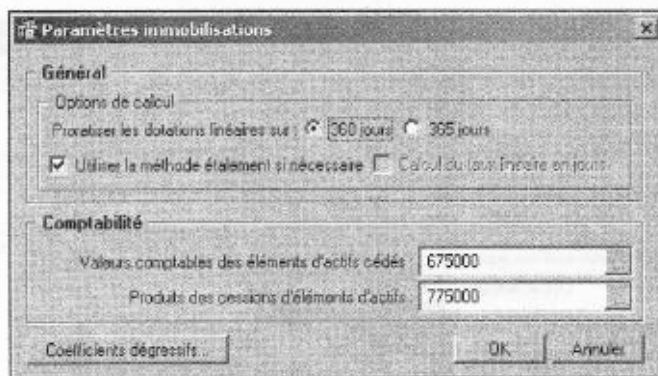 Paramètres immobilisations
Général
Options de calcul
Proratiser les dotations linéaires sur : 360 jours 365 jours
Utiliser la méthode étalement si nécessaire Calcul du taux linéaire en jours
Comptabilité
Valeurs comptables des éléments d'actifs cédés : 675000
Produits des cessions d'éléments d'actifs : 775000
Coefficients dégressifs... OK Annuler